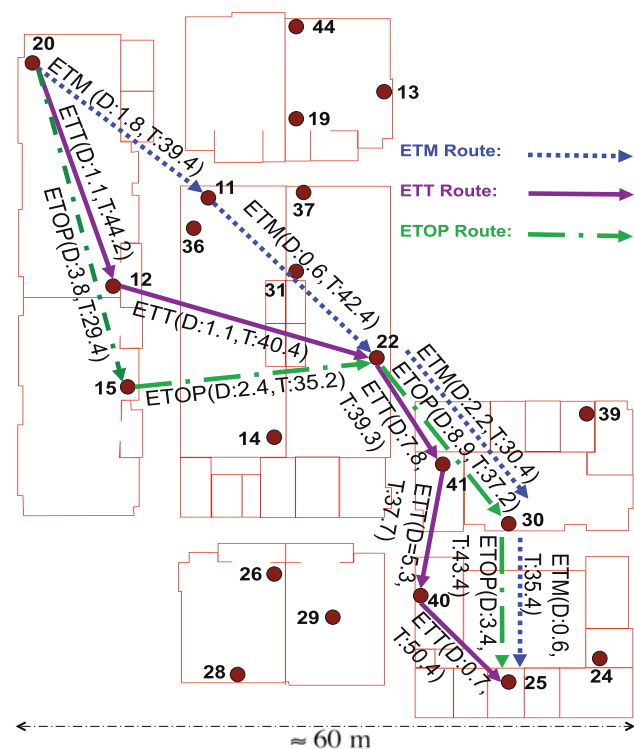 44
20
13
19
ETM (D:1.8,T:39.4)
ETM Route:
ETT Route:
ETOP Route:
ETT(D:1.1,T:44.2)
11
37
36
ETM(D:0.6,T:42.4)
ETOP(D:3.8,T:29.4)
12
31
ETT(D:1.1,T:40.4)
22
15
ETOP(D:2.4,T:35.2)
ETM(D:2.2,T:30.4)
ETOP(D:8.9,T:37.2)
ETT(D:7.8,
T:39.3)
39
14
41
30
ETT(D=5.3,
T:37.7)
ETOP(D:3.4,
T:43.4)
ETM(D:0.6,
T:35.4)
26
40
29
ETT(D:0.7,
T:50.4)
28
25
24
≈ 60 m